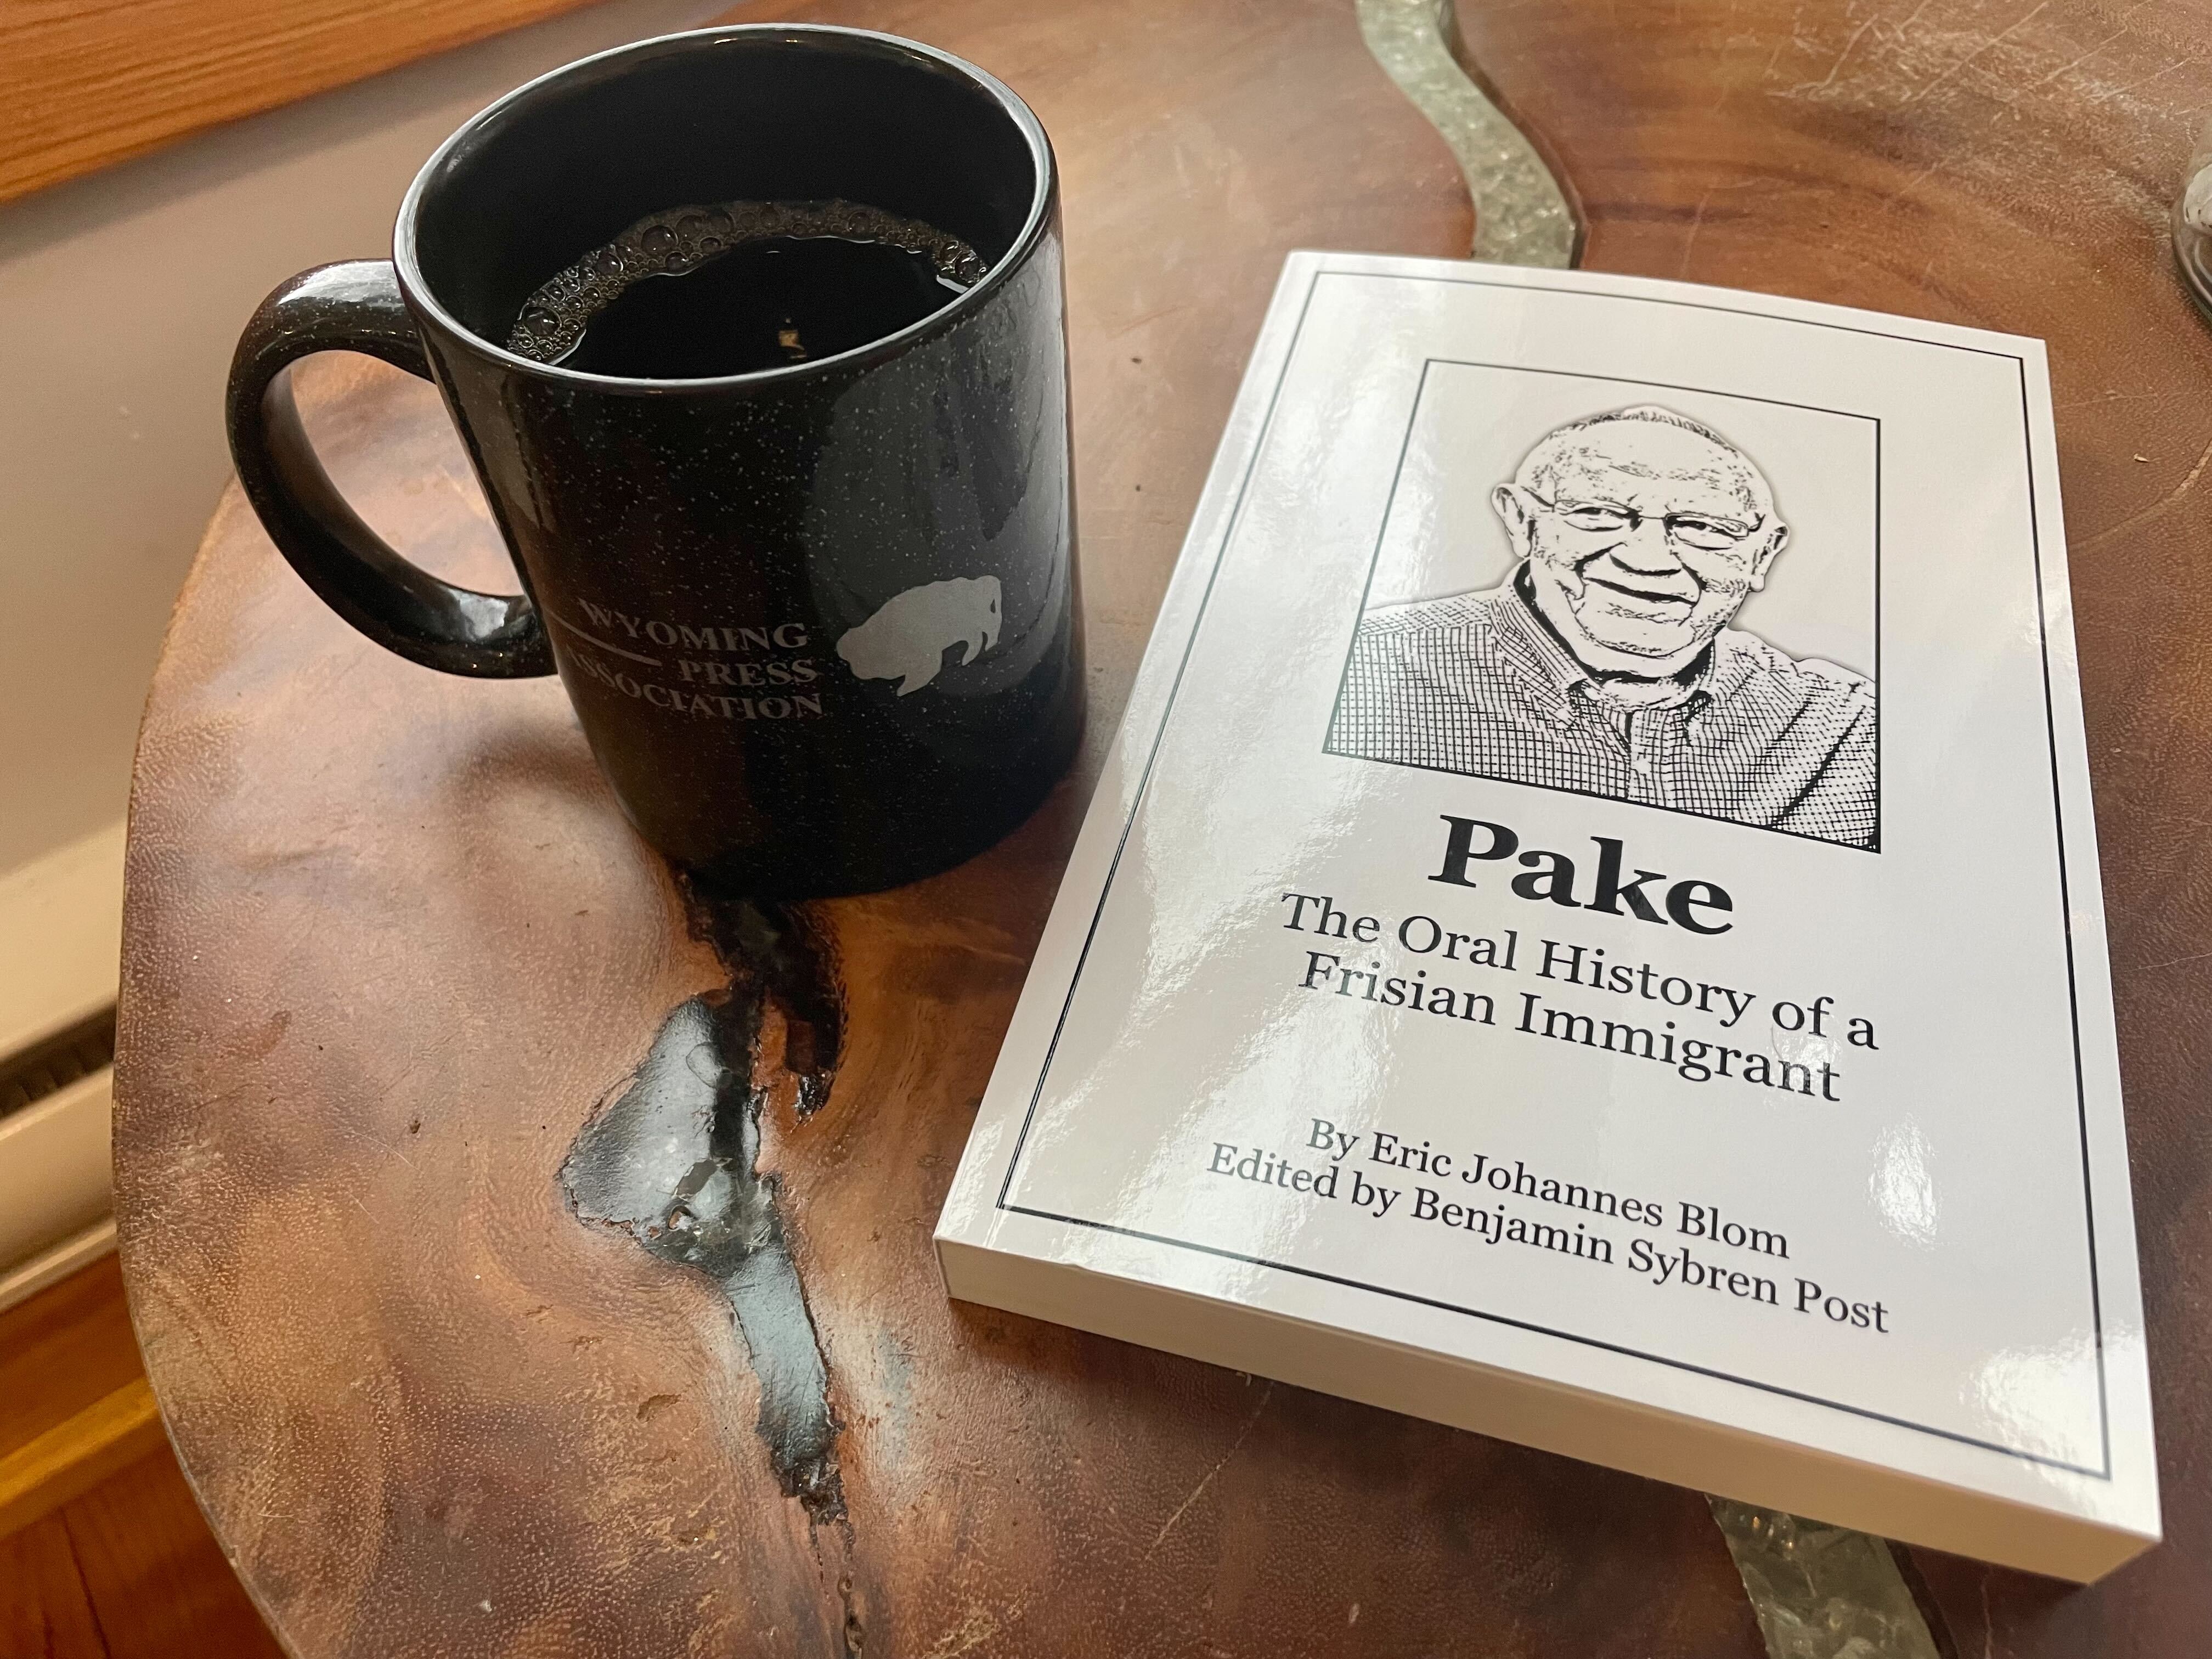 WYOMING
PRESS
ASSOCIATION
Pake
The Oral History of a
Frisian Immigrant
By Eric Johannes Blom
Edited by Benjamin Sybren Post